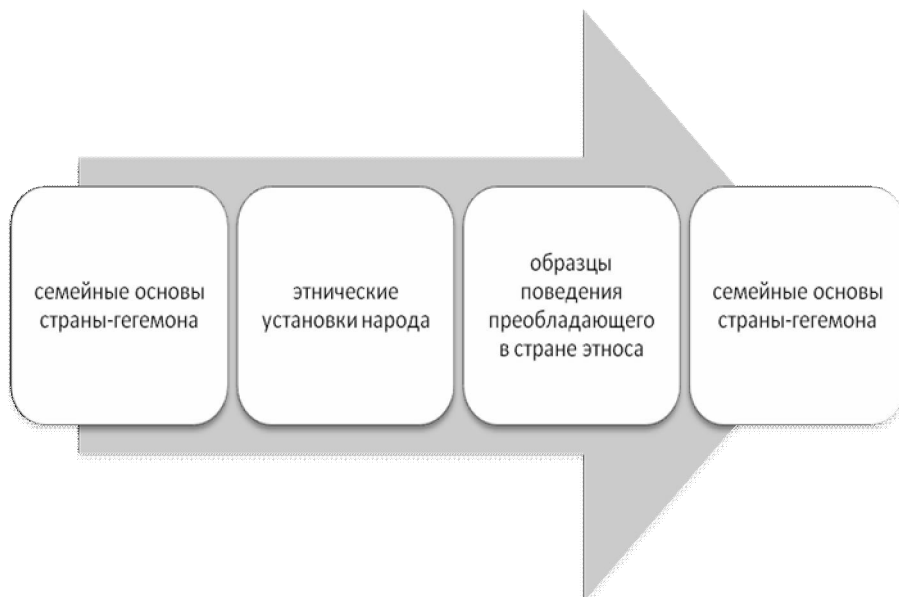 семейные основы
страны-гегемона
этнические
установки народа
образцы
поведения
преобладающего
в стране этноса
семейные основы
страны-гегемона